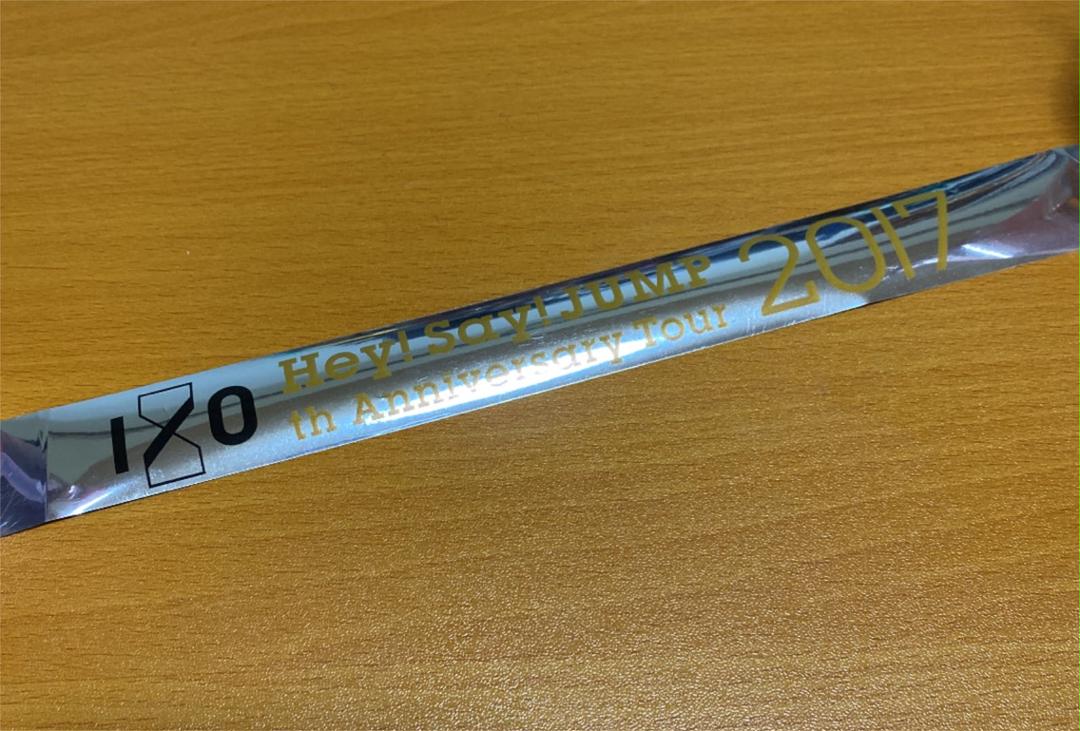 I/O
Hey! Say! JUMP
th Anniversary Tour
2017